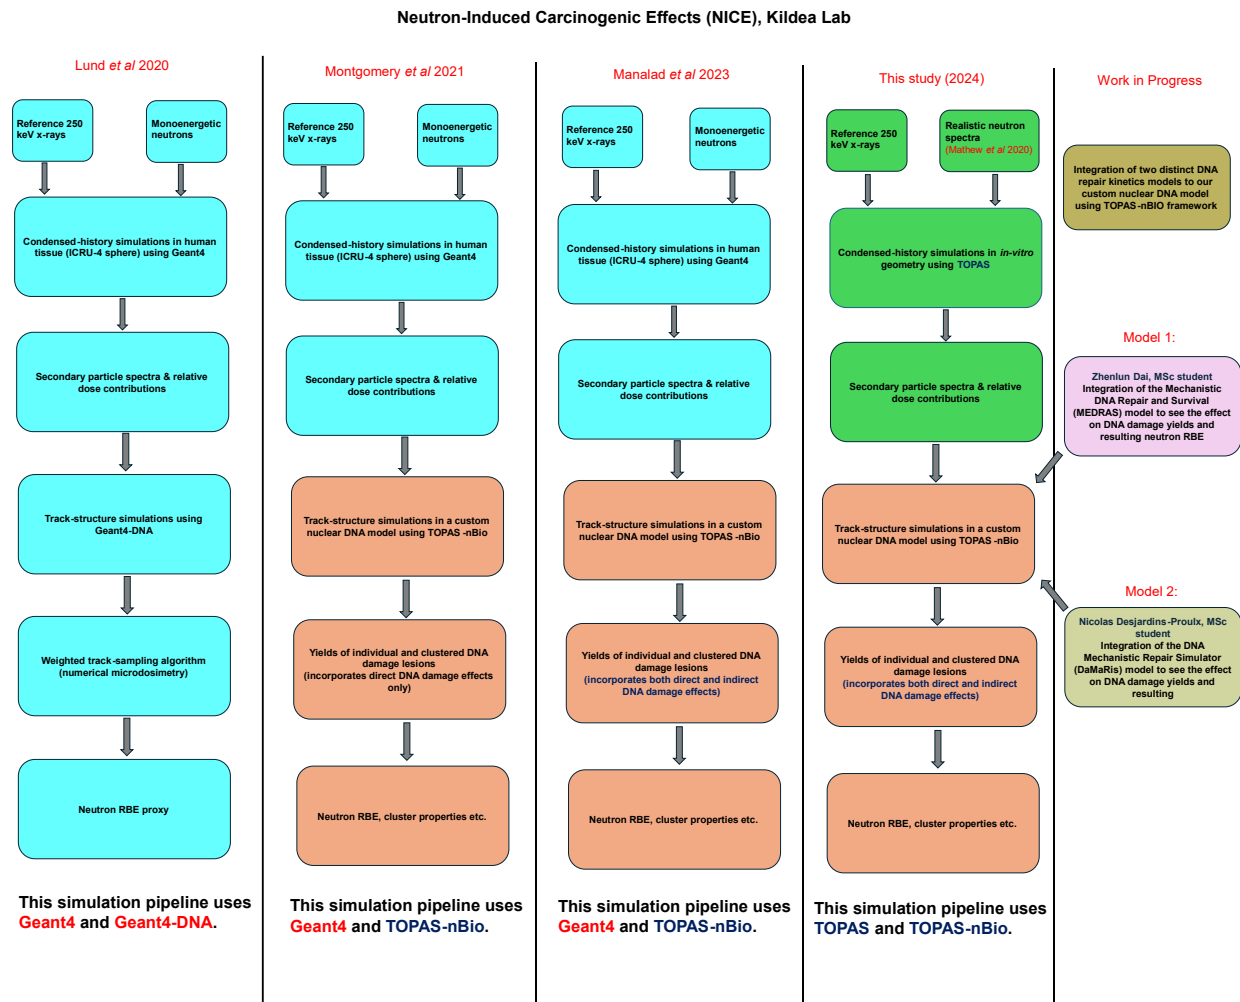 Neutron-Induced Carcinogenic Effects (NICE), Kildea Lab
Lund et al 2020
Reference 250
keV x-rays
Monoenergetic
neutrons
Condensed-history simulations in human
tissue (ICRU-4 sphere) using Geant4
Secondary particle spectra & relative
dose contributions
Track-structure simulations using
Geant4-DNA
Weighted track-sampling algorithm
(numerical microdosimetry)
Neutron RBE proxy
This simulation pipeline uses
Geant4 and Geant4-DNA.
Montgomery et al 2021
Reference 250
keV x-rays
Monoenergetic
neutrons
Condensed-history simulations in human
tissue (ICRU-4 sphere) using Geant4
Secondary particle spectra & relative
dose contributions
Track-structure simulations in a custom
nuclear DNA model using TOPAS -nBio
Yields of individual and clustered DNA
damage lesions
(incorporates direct DNA damage effects
only)
Neutron RBE, cluster properties etc.
This simulation pipeline uses
Geant4 and TOPAS-nBio.
Manalad et al 2023
Reference 250
keV x-rays
Monoenergetic
neutrons
Condensed-history simulations in human
tissue (ICRU-4 sphere) using Geant4
Secondary particle spectra & relative
dose contributions
Track-structure simulations in a custom
nuclear DNA model using TOPAS -nBio
Yields of individual and clustered DNA
damage lesions
(incorporates both direct and indirect
DNA damage effects)
Neutron RBE, cluster properties etc.
This simulation pipeline uses
Geant4 and TOPAS-nBio.
This study (2024)
Reference 250
keV x-rays
Realistic neutron
spectra
(Mathew et al 2020)
Condensed-history simulations in in-vitro
geometry using TOPAS
Secondary particle spectra & relative
dose contributions
Track-structure simulations in a custom
nuclear DNA model using TOPAS -nBio
Yields of individual and clustered DNA
damage lesions
(incorporates both direct and indirect
DNA damage effects)
Neutron RBE, cluster properties etc.
This simulation pipeline uses
TOPAS and TOPAS-nBio.
Work in Progress
Integration of two distinct DNA
repair kinetics models to our
custom nuclear DNA model
using TOPAS-nBIO framework
Model 1:
Zhenlun Dai, MSc student
Integration of the Mechanistic
DNA Repair and Survival
(MEDRAS) model to see the effect
on DNA damage yields and
resulting neutron RBE
Model 2:
Nicolas Desjardins-Proulx, MSc
student
Integration of the DNA
Mechanistic Repair Simulator
(DaMaRis) model to see the effect
on DNA damage yields and
resulting